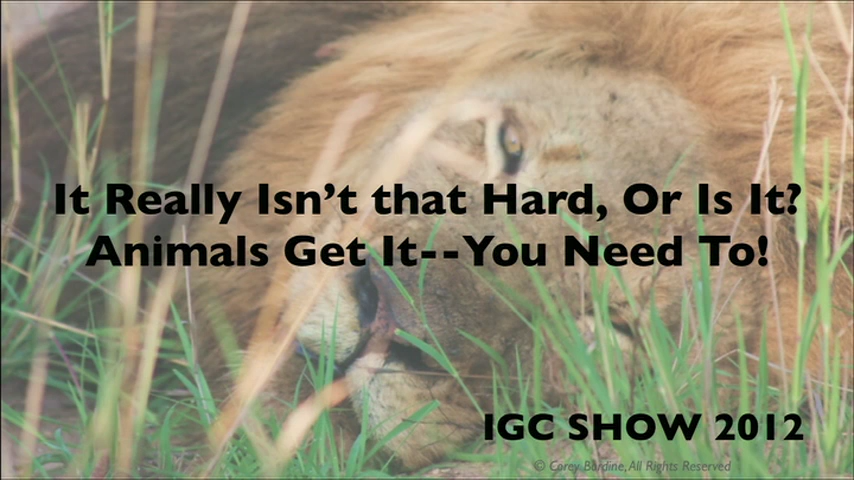 It Really Isn't that Hard, Or Is It?
Animals Get It--You Need To!
IGC SHOW 2012
© Corey Bordine, All Rights Reserved